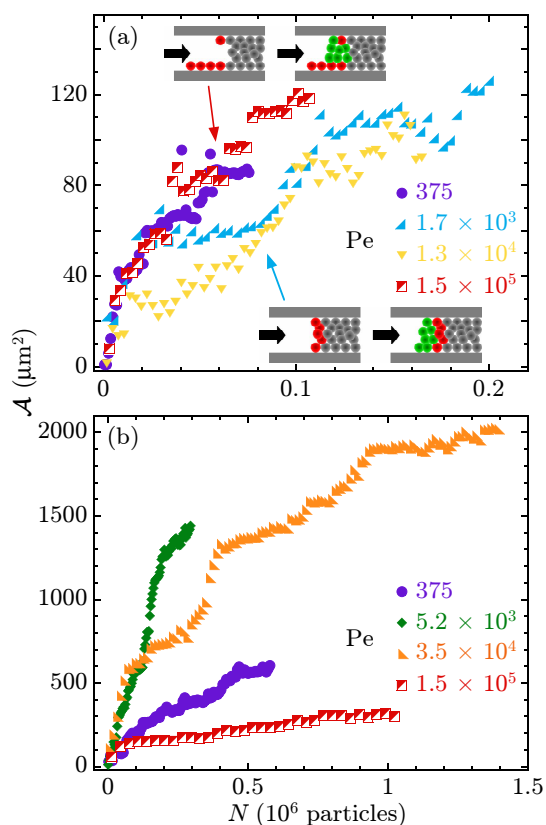 (a)
120
80
40
0
Pe
375
1.7 × 10³
1.3 × 10⁴
1.5 × 10⁵
0
0.1
0.2
𝒜 (μm²)
(b)
2000
1500
1000
500
0
Pe
375
5.2 × 10³
3.5 × 10⁴
1.5 × 10⁵
0
0.5
1
1.5
N (10⁶ particles)